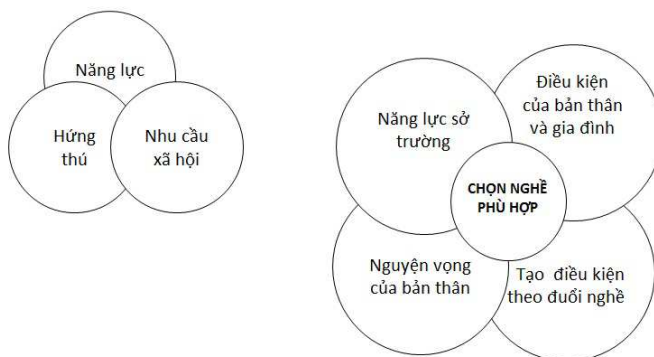 Năng lực
Hứng
thú
Nhu cầu
xã hội
Năng lực sở
trường
Điều kiện
của bản thân
và gia đình
CHỌN NGHỀ
PHÙ HỢP
Nguyện vọng
của bản thân
Tạo điều kiện
theo đuổi nghề